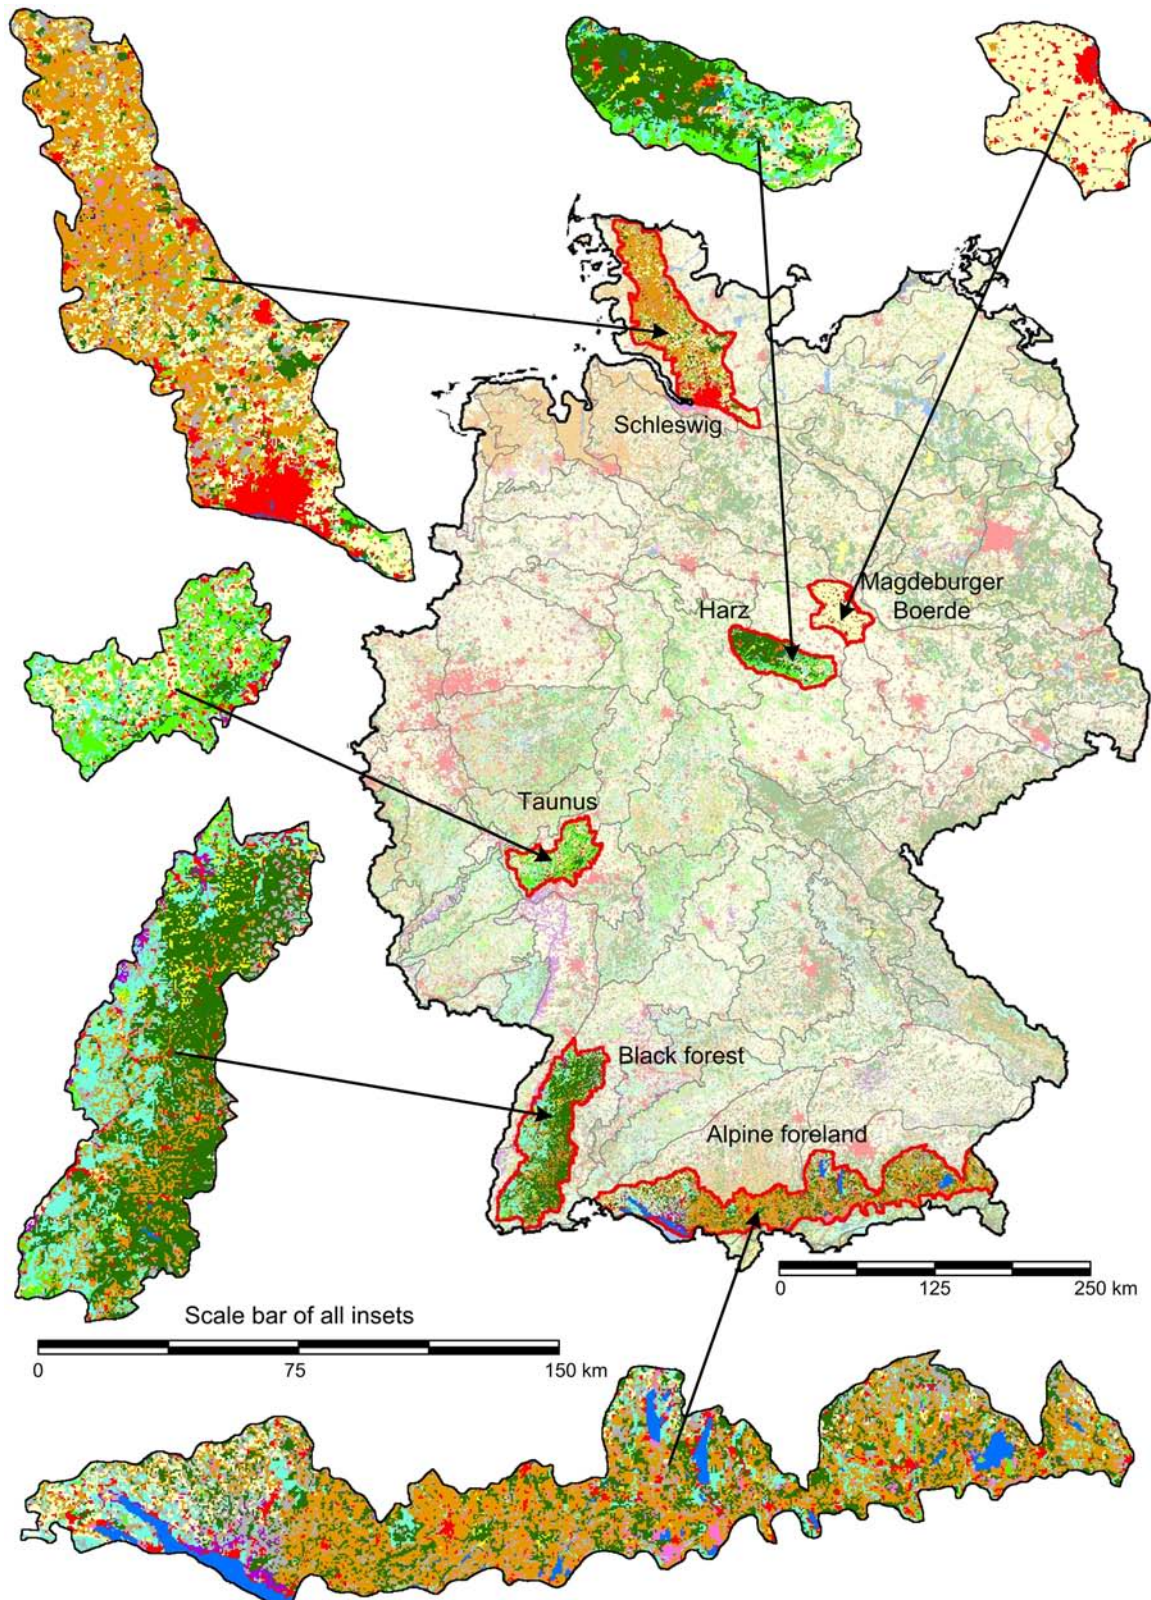 Schleswig
Magdeburger
Boerde
Harz
Taunus
Black forest
Alpine foreland
0 125 250 km
Scale bar of all insets
0 75 150 km